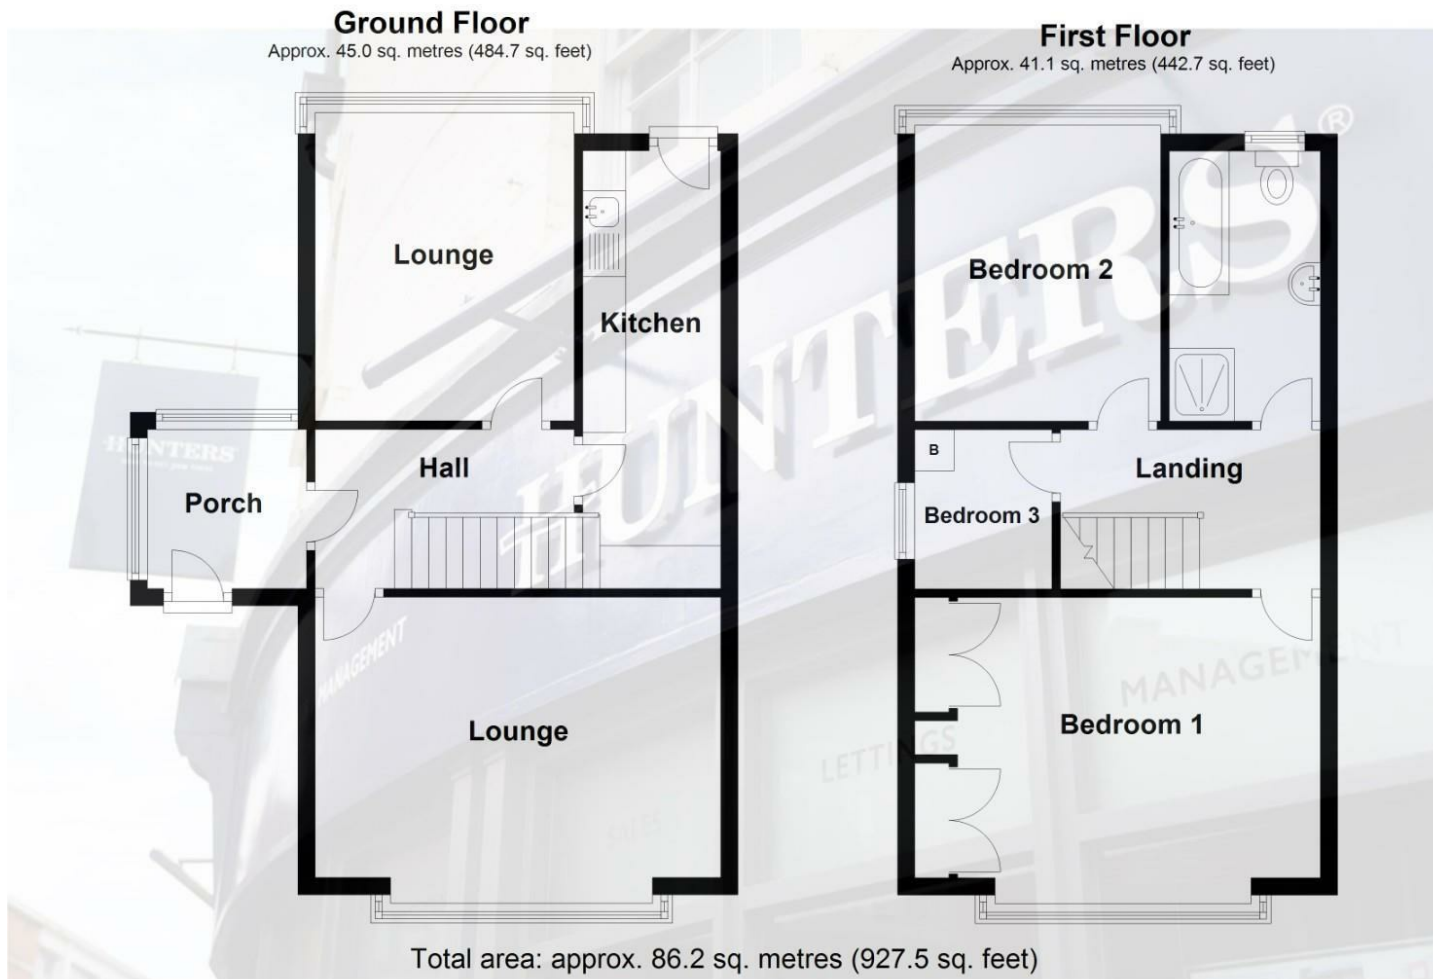 Ground Floor
Approx. 45.0 sq. metres (484.7 sq. feet)
Lounge
Kitchen
Hall
Porch
Lounge
First Floor
Approx. 41.1 sq. metres (442.7 sq. feet)
Bedroom 2
B
Landing
Bedroom 3
Bedroom 1
Total area: approx. 86.2 sq. metres (927.5 sq. feet)
HUNTERS®
HUNTERS
MANAGEMENT
SALES
LETTINGS
MANAGEMENT